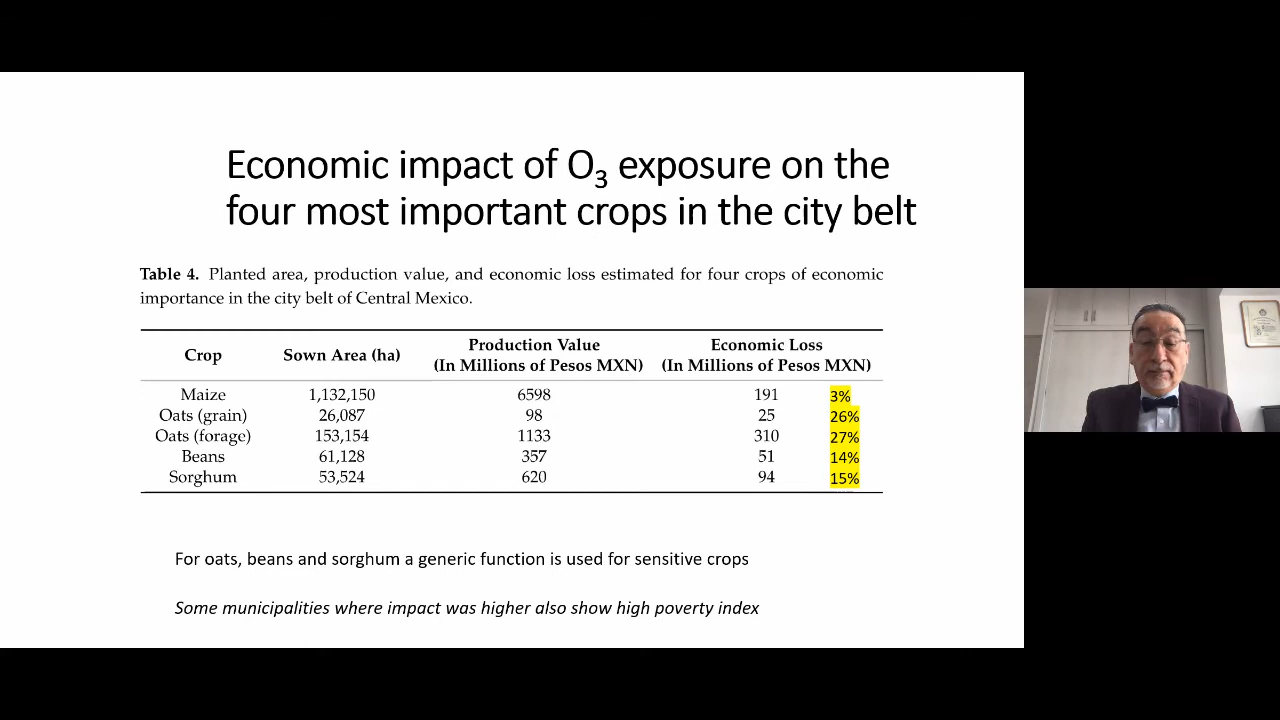 Economic impact of O₃ exposure on the
four most important crops in the city belt
Table 4. Planted area, production value, and economic loss estimated for four crops of economic
importance in the city belt of Central Mexico.
Crop Sown Area (ha) Production Value (In Millions of Pesos MXN) Economic Loss (In Millions of Pesos MXN)
Maize 1,132,150 6598 191 3%
Oats (grain) 26,087 98 25 26%
Oats (forage) 153,154 1133 310 27%
Beans 61,128 357 51 14%
Sorghum 53,524 620 94 15%
For oats, beans and sorghum a generic function is used for sensitive crops
Some municipalities where impact was higher also show high poverty index